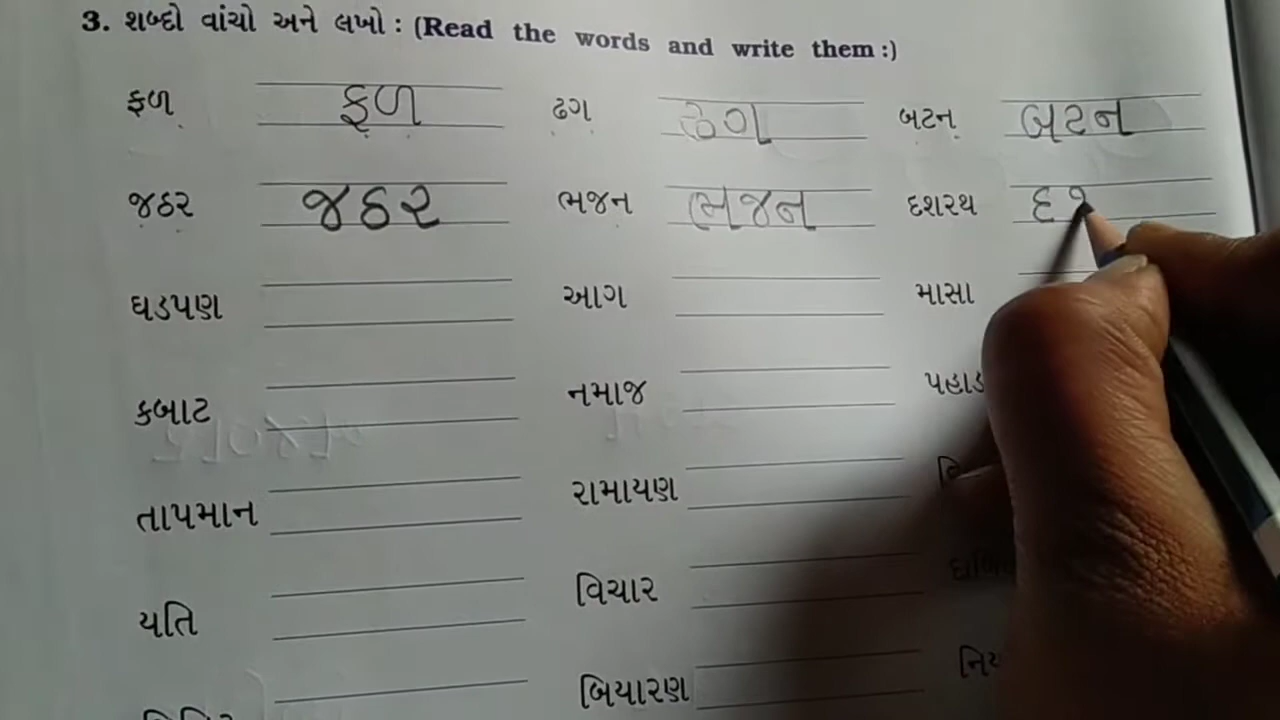 3. શબ્દો વાંચો અને લખો : (Read the words and write them :)
ફળ ફળ ઢગ ઢગ બટન બટન
જઠર જઠર ભજન ભજન દશરથ દ
ઘડપણ આગ માસા
કબાટ નમાજ પહાડ
તાપમાન રામાયણ
યતિ વિચાર
બિયારણ